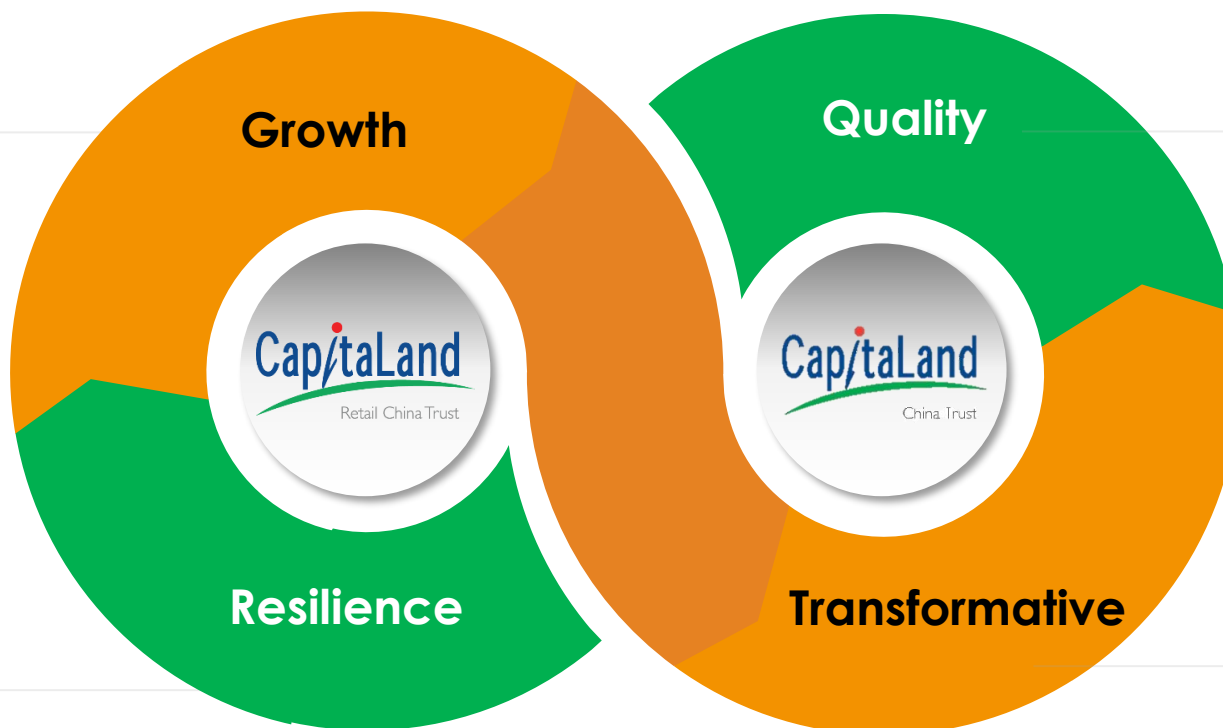 Growth
Quality
CapitaLand
Retail China Trust
CapitaLand
China Trust
Resilience
Transformative